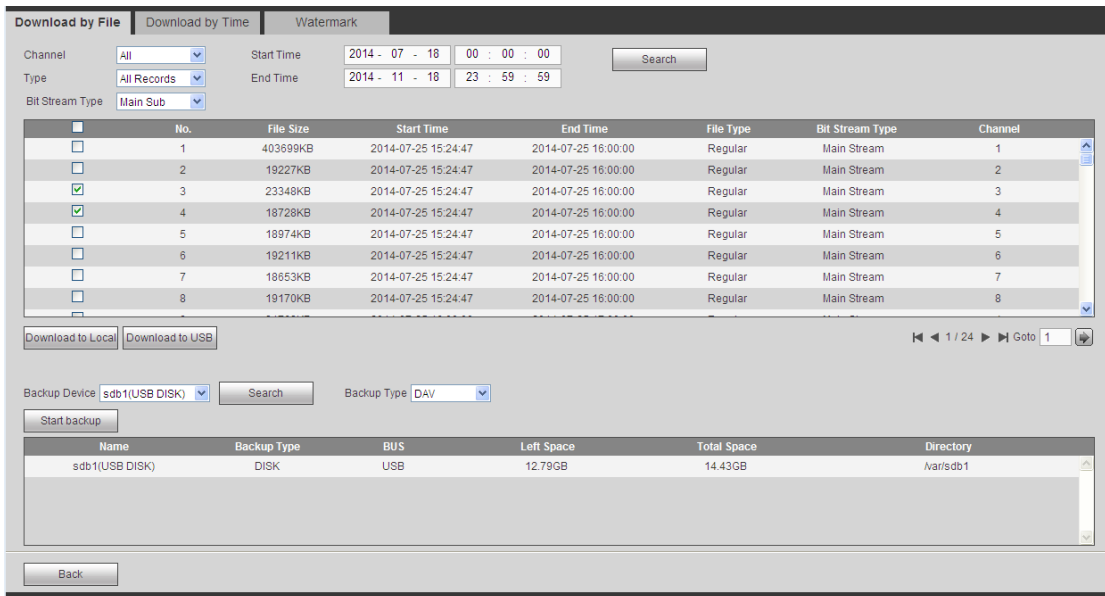 Download by File Download by Time Watermark
Channel All Start Time 2014 - 07 - 18 00 : 00 : 00 Search
Type All Records End Time 2014 - 11 - 18 23 : 59 : 59
Bit Stream Type Main Sub
No. File Size Start Time End Time File Type Bit Stream Type Channel
1 403699KB 2014-07-25 15:24:47 2014-07-25 16:00:00 Regular Main Stream 1
2 19227KB 2014-07-25 15:24:47 2014-07-25 16:00:00 Regular Main Stream 2
3 23348KB 2014-07-25 15:24:47 2014-07-25 16:00:00 Regular Main Stream 3
4 18728KB 2014-07-25 15:24:47 2014-07-25 16:00:00 Regular Main Stream 4
5 18974KB 2014-07-25 15:24:47 2014-07-25 16:00:00 Regular Main Stream 5
6 19211KB 2014-07-25 15:24:47 2014-07-25 16:00:00 Regular Main Stream 6
7 18653KB 2014-07-25 15:24:47 2014-07-25 16:00:00 Regular Main Stream 7
8 19170KB 2014-07-25 15:24:47 2014-07-25 16:00:00 Regular Main Stream 8
Download to Local Download to USB 1 / 24 Goto 1
Backup Device sdb1(USB DISK) Search Backup Type DAV
Start backup
Name Backup Type BUS Left Space Total Space Directory
sdb1(USB DISK) DISK USB 12.79GB 14.43GB /var/sdb1
Back